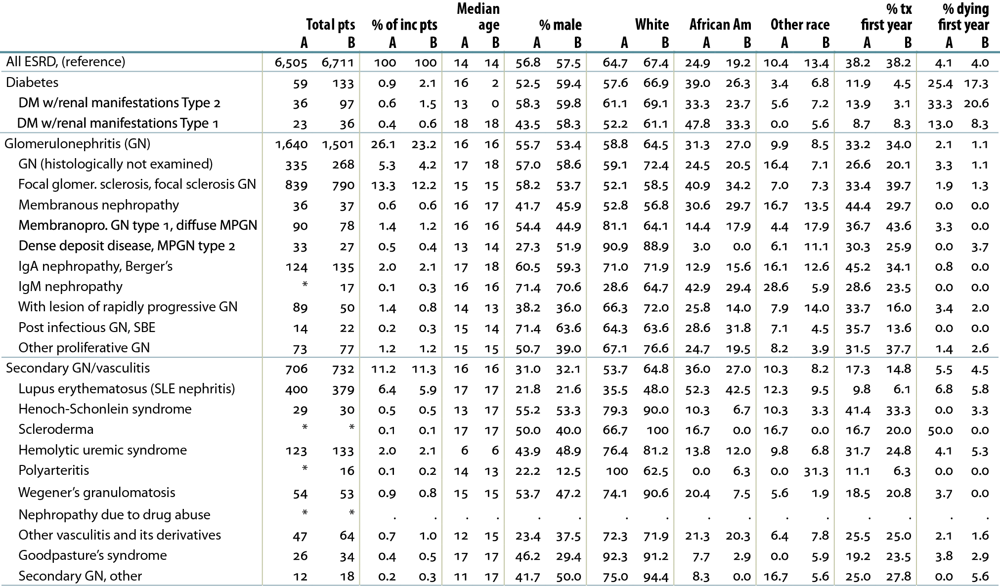 Median % tx % dying
Total pts % of inc pts age % male White African Am Other race first year first year
A B A B A B A B A B A B A B A B A B
All ESRD, (reference) 6,505 6,711 100 100 14 14 56.8 57.5 64.7 67.4 24.9 19.2 10.4 13.4 38.2 38.2 4.1 4.0
Diabetes 59 133 0.9 2.1 16 2 52.5 59.4 57.6 66.9 39.0 26.3 3.4 6.8 11.9 4.5 25.4 17.3
DM w/renal manifestations Type 2 36 97 0.6 1.5 13 0 58.3 59.8 61.1 69.1 33.3 23.7 5.6 7.2 13.9 3.1 33.3 20.6
DM w/renal manifestations Type 1 23 36 0.4 0.6 18 18 43.5 58.3 52.2 61.1 47.8 33.3 0.0 5.6 8.7 8.3 13.0 8.3
Glomerulonephritis (GN) 1,640 1,501 26.1 23.2 16 16 55.7 53.4 58.8 64.5 31.3 27.0 9.9 8.5 33.2 34.0 2.1 1.1
GN (histologically not examined) 335 268 5.3 4.2 17 18 57.0 58.6 59.1 72.4 24.5 20.5 16.4 7.1 26.6 20.1 3.3 1.1
Focal glomer. sclerosis, focal sclerosis GN 839 790 13.3 12.2 15 15 58.2 53.7 52.1 58.5 40.9 34.2 7.0 7.3 33.4 39.7 1.9 1.3
Membranous nephropathy 36 37 0.6 0.6 16 17 41.7 45.9 52.8 56.8 30.6 29.7 16.7 13.5 44.4 29.7 0.0 0.0
Membranopro. GN type 1, diffuse MPGN 90 78 1.4 1.2 16 16 54.4 44.9 81.1 64.1 14.4 17.9 4.4 17.9 36.7 43.6 3.3 0.0
Dense deposit disease, MPGN type 2 33 27 0.5 0.4 13 14 27.3 51.9 90.9 88.9 3.0 0.0 6.1 11.1 30.3 25.9 0.0 3.7
IgA nephropathy, Berger’s 124 135 2.0 2.1 17 18 60.5 59.3 71.0 71.9 12.9 15.6 16.1 12.6 45.2 34.1 0.8 0.0
IgM nephropathy * 17 0.1 0.3 16 16 71.4 70.6 28.6 64.7 42.9 29.4 28.6 5.9 28.6 23.5 0.0 0.0
With lesion of rapidly progressive GN 89 50 1.4 0.8 14 13 38.2 36.0 66.3 72.0 25.8 14.0 7.9 14.0 33.7 16.0 3.4 2.0
Post infectious GN, SBE 14 22 0.2 0.3 15 14 71.4 63.6 64.3 63.6 28.6 31.8 7.1 4.5 35.7 13.6 0.0 0.0
Other proliferative GN 73 77 1.2 1.2 15 15 50.7 39.0 67.1 76.6 24.7 19.5 8.2 3.9 31.5 37.7 1.4 2.6
Secondary GN/vasculitis 706 732 11.2 11.3 16 16 31.0 32.1 53.7 64.8 36.0 27.0 10.3 8.2 17.3 14.8 5.5 4.5
Lupus erythematosus (SLE nephritis) 400 379 6.4 5.9 17 17 21.8 21.6 35.5 48.0 52.3 42.5 12.3 9.5 9.8 6.1 6.8 5.8
Henoch-Schonlein syndrome 29 30 0.5 0.5 13 17 55.2 53.3 79.3 90.0 10.3 6.7 10.3 3.3 41.4 33.3 0.0 3.3
Scleroderma * * 0.1 0.1 17 17 50.0 40.0 66.7 100 16.7 0.0 16.7 0.0 16.7 20.0 50.0 0.0
Hemolytic uremic syndrome 123 133 2.0 2.1 6 6 43.9 48.9 76.4 81.2 13.8 12.0 9.8 6.8 31.7 24.8 4.1 5.3
Polyarteritis * 16 0.1 0.2 14 13 22.2 12.5 100 62.5 0.0 6.3 0.0 31.3 11.1 6.3 0.0 0.0
Wegener’s granulomatosis 54 53 0.9 0.8 15 15 53.7 47.2 74.1 90.6 20.4 7.5 5.6 1.9 18.5 20.8 3.7 0.0
Nephropathy due to drug abuse * * . . . . . . . . . . . . . . . .
Other vasculitis and its derivatives 47 64 0.7 1.0 12 15 23.4 37.5 72.3 71.9 21.3 20.3 6.4 7.8 25.5 25.0 2.1 1.6
Goodpasture’s syndrome 26 34 0.4 0.5 17 17 46.2 29.4 92.3 91.2 7.7 2.9 0.0 5.9 19.2 23.5 3.8 2.9
Secondary GN, other 12 18 0.2 0.3 11 17 41.7 50.0 75.0 94.4 8.3 0.0 16.7 5.6 25.0 27.8 0.0 5.6